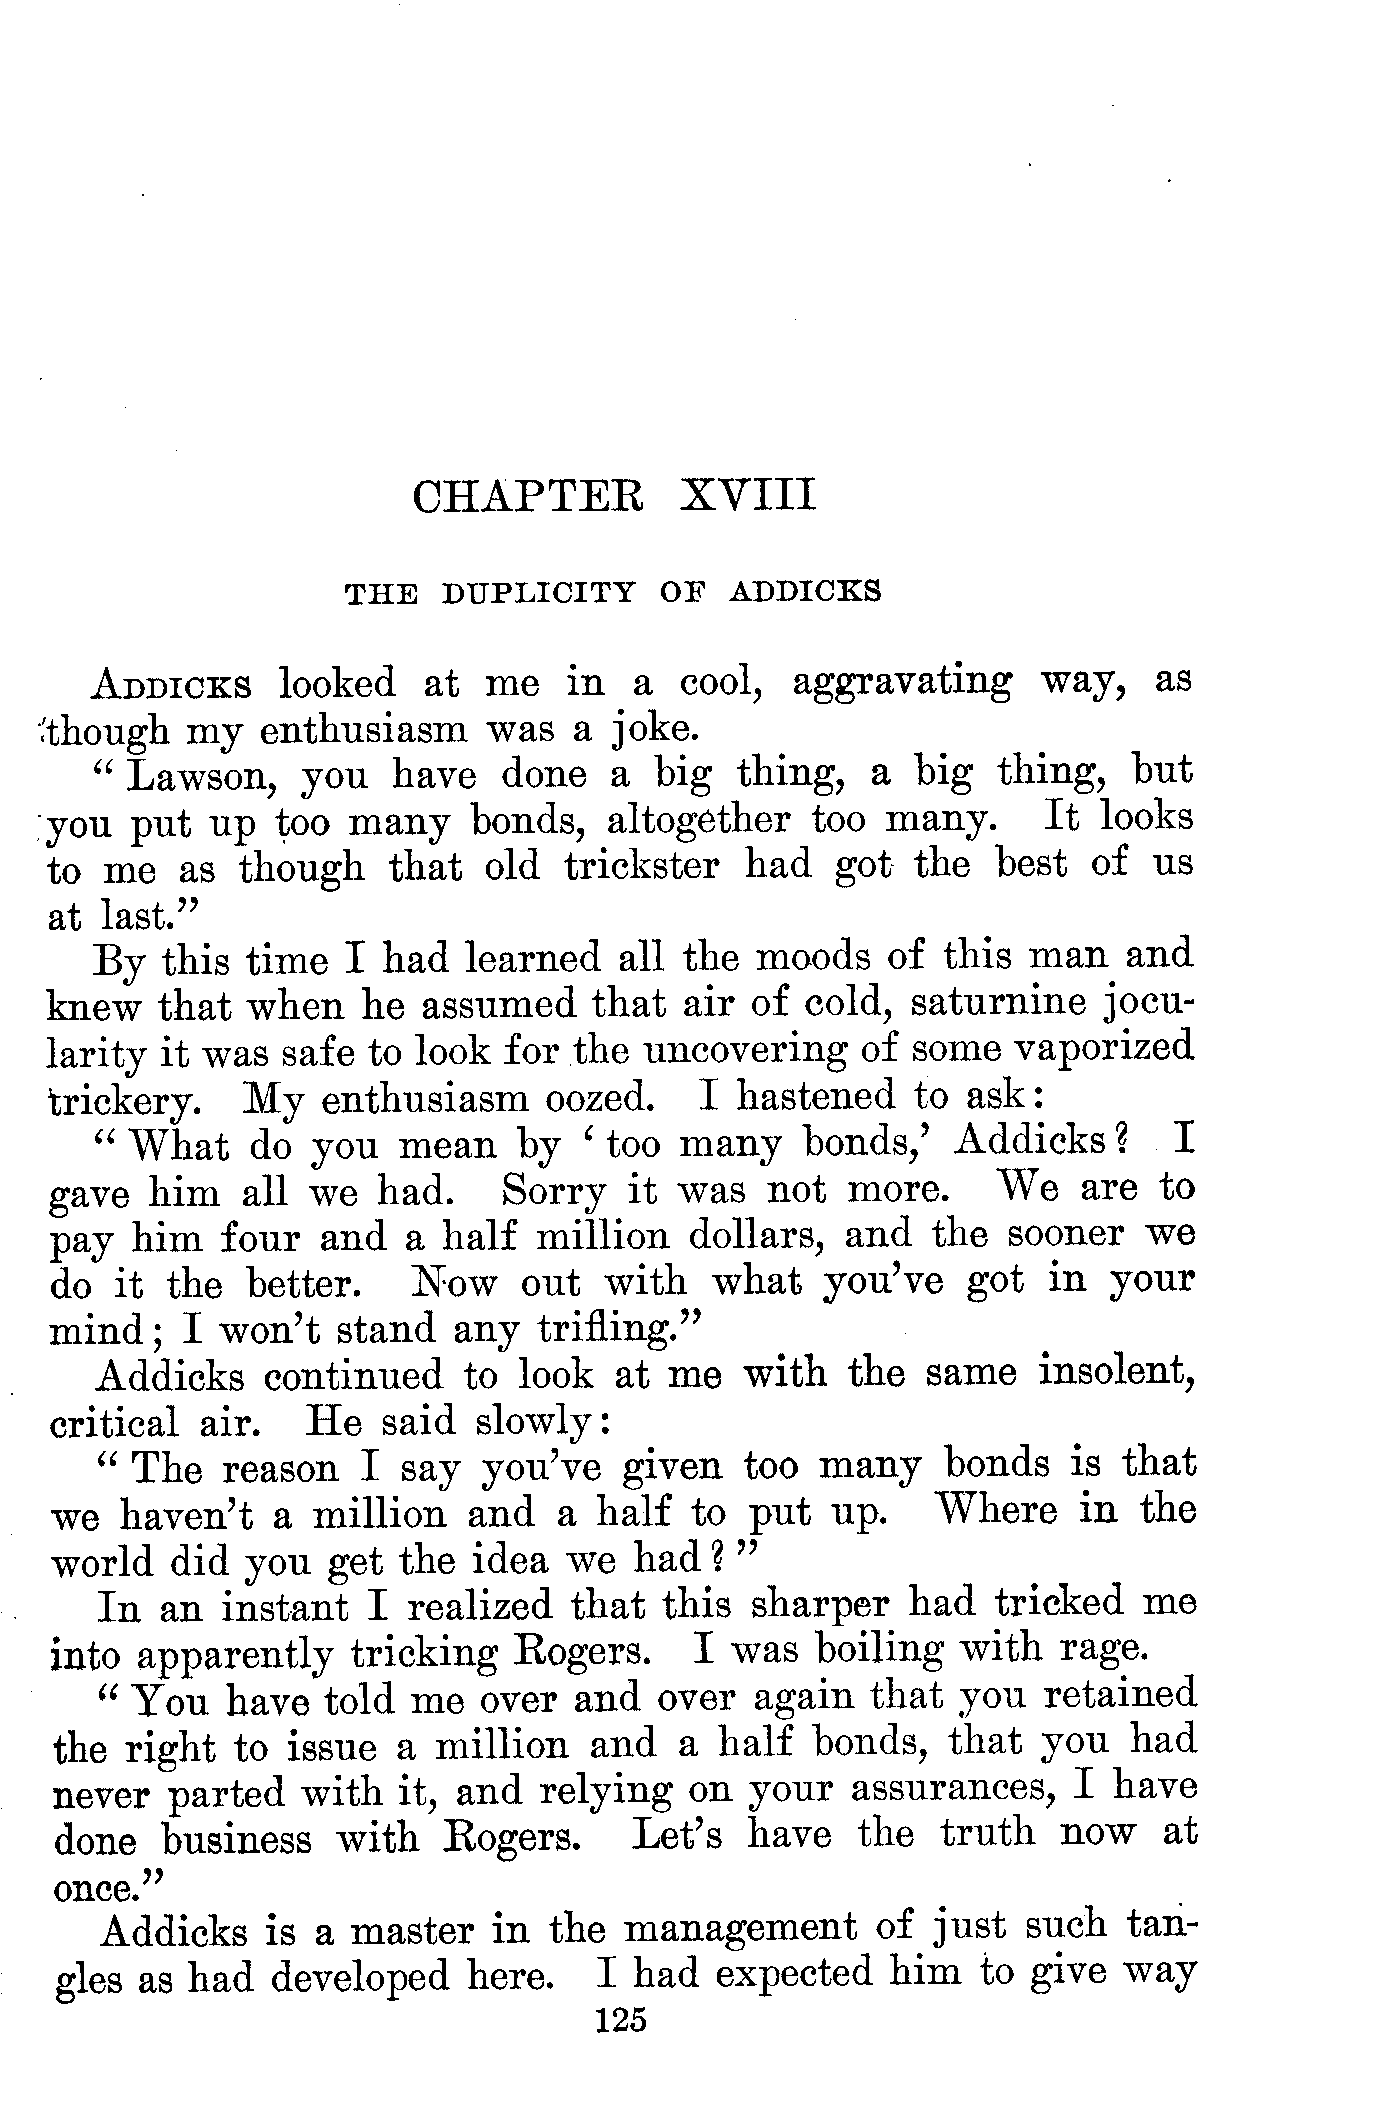 CHAPTER XVIII
THE DUPLICITY OF ADDICKS
ADDICKS looked at me in a cool, aggravating way, as
though my enthusiasm was a joke.
“ Lawson, you have done a big thing, a big thing, but
you put up too many bonds, altogether too many. It looks
to me as though that old trickster had got the best of us
at last.”
By this time I had learned all the moods of this man and
knew that when he assumed that air of cold, saturnine jocu-
larity it was safe to look for the uncovering of some vaporized
trickery. My enthusiasm oozed. I hastened to ask:
“ What do you mean by ‘ too many bonds,’ Addicks? I
gave him all we had. Sorry it was not more. We are to
pay him four and a half million dollars, and the sooner we
do it the better. Now out with what you’ve got in your
mind; I won’t stand any trifling.”
Addicks continued to look at me with the same insolent,
critical air. He said slowly:
“ The reason I say you’ve given too many bonds is that
we haven’t a million and a half to put up. Where in the
world did you get the idea we had? ”
In an instant I realized that this sharper had tricked me
into apparently tricking Rogers. I was boiling with rage.
“ You have told me over and over again that you retained
the right to issue a million and a half bonds, that you had
never parted with it, and relying on your assurances, I have
done business with Rogers. Let’s have the truth now at
once.”
Addicks is a master in the management of just such tan-
gles as had developed here. I had expected him to give way
125